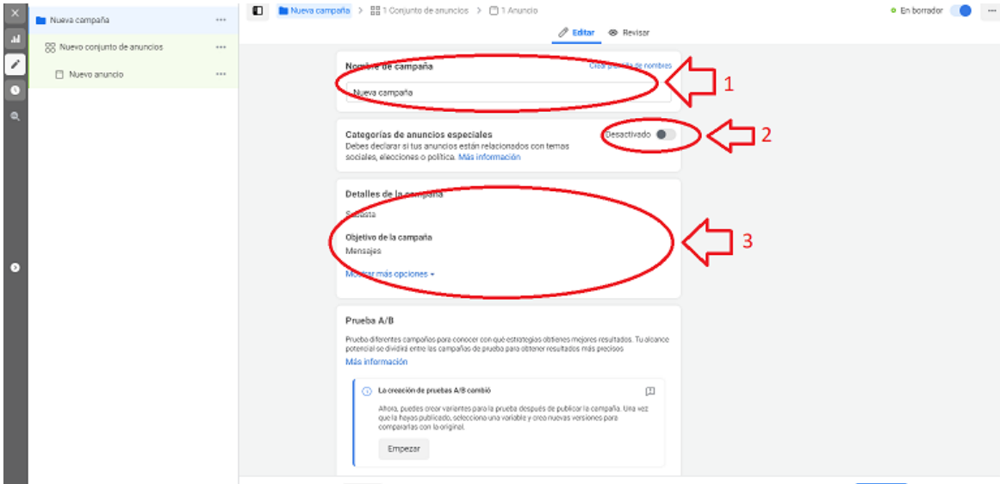 Nueva campaña > 1 Conjunto de anuncios > 1 Anuncio
En borrador
Nueva campaña
Nuevo conjunto de anuncios
Nuevo anuncio
Editar
Revisar
Nombre de campaña
Crear plantilla de nombres
Nueva campaña
1
Categorías de anuncios especiales
Desactivado
2
Debes declarar si tus anuncios están relacionados con temas
sociales, elecciones o política. Más información
Detalles de la campaña
Subasta
Objetivo de la campaña
Mensajes
Mostrar más opciones
3
Prueba A/B
Prueba diferentes campañas para conocer con qué estrategias obtienes mejores resultados. Tu alcance
potencial se dividirá entre las campañas de prueba para obtener resultados más precisos
Más información
La creación de pruebas A/B cambió
Ahora, puedes crear variantes para la prueba después de publicar la campaña. Una vez
que la hayas publicado, selecciona una variable y crea nuevas versiones para
compararlas con la original.
Empezar